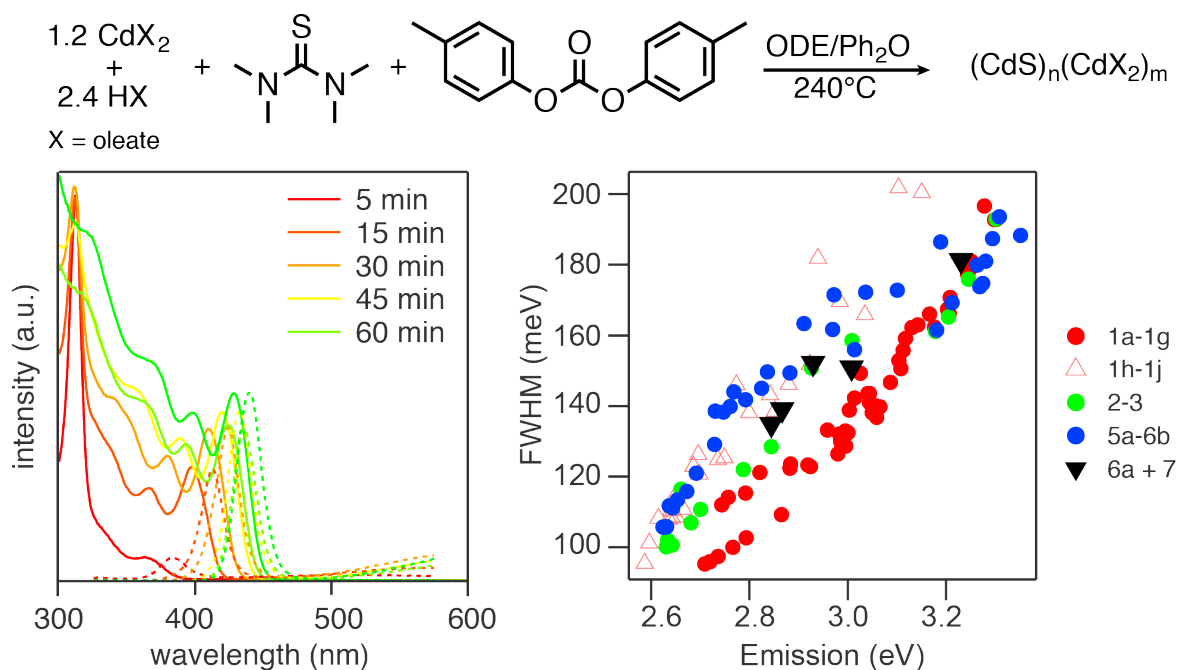 1.2 CdX₂
+
2.4 HX
X = oleate
+
S
N
N
+
O
O
O
ODE/Ph₂O
240°C
(CdS)ₙ(CdX₂)ₘ
intensity (a.u.)
5 min
15 min
30 min
45 min
60 min
300
400
500
600
wavelength (nm)
FWHM (meV)
200
180
160
140
120
100
2.6
2.8
3.0
3.2
Emission (eV)
1a-1g
1h-1j
2-3
5a-6b
6a + 7